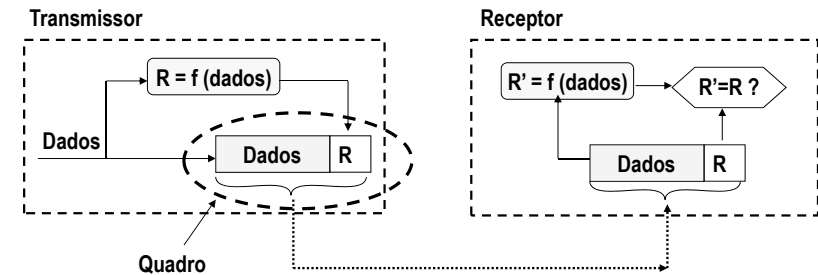 Transmissor
Receptor
R = f (dados)
R' = f (dados)
R'=R ?
Dados
Dados
R
Dados
R
Quadro